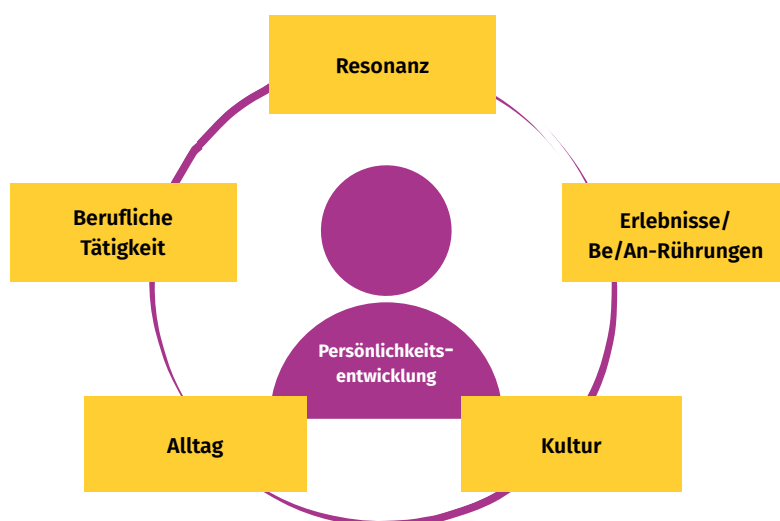 Resonanz
Berufliche
Tätigkeit
Erlebnisse/
Be/An-Rührungen
Persönlichkeits-
entwicklung
Alltag
Kultur